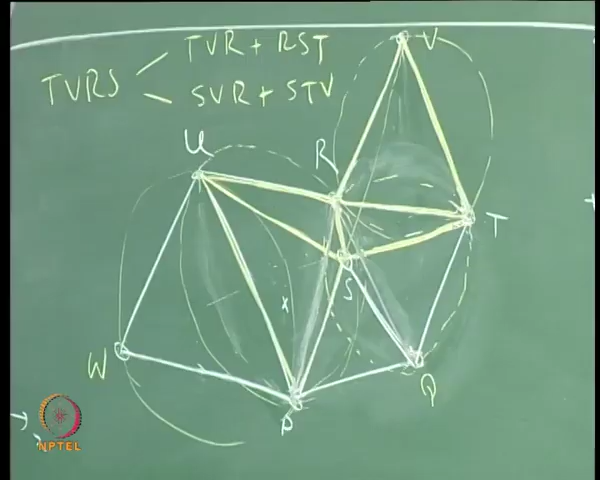 TVRS < TVR + RST
SVR + STV
V
U
R
T
S
W
P
Q
NPTEL